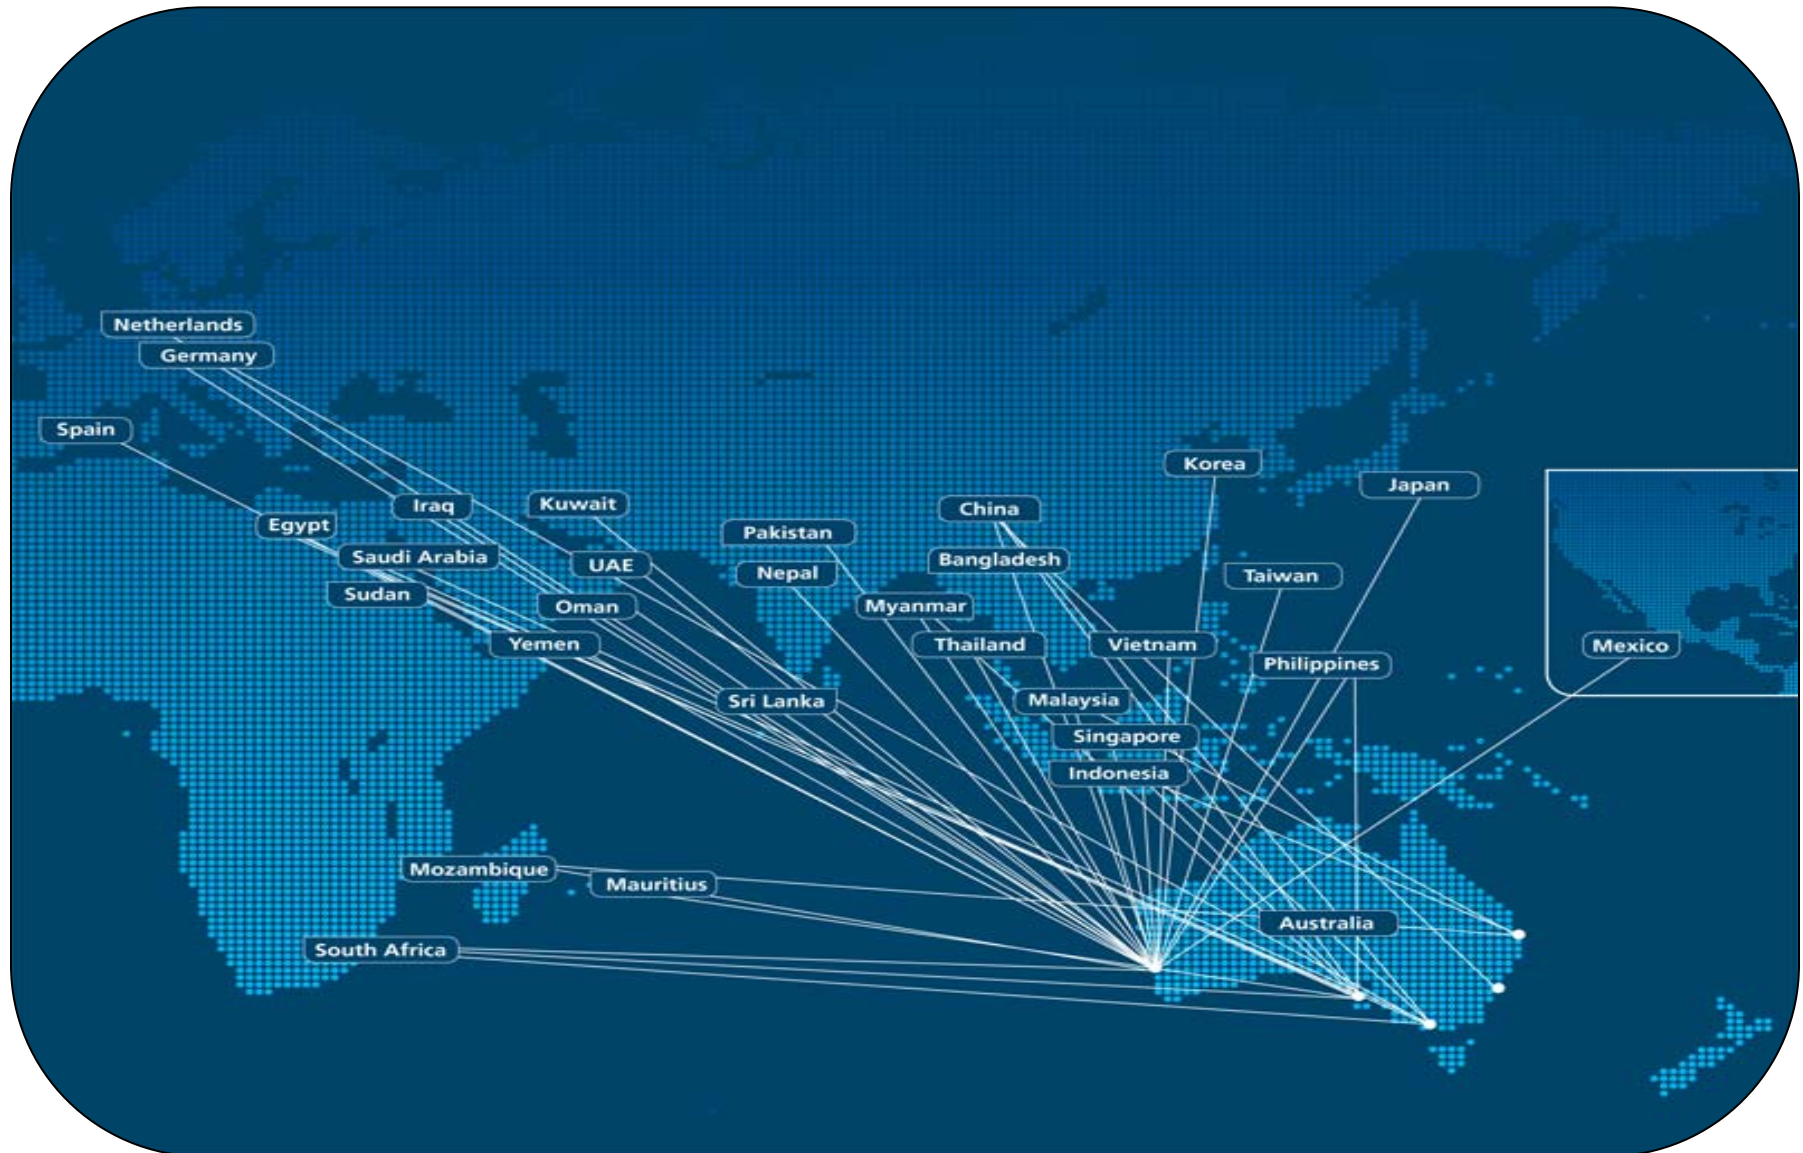 Netherlands
Germany
Spain
Korea
Japan
Iraq
Kuwait
China
Egypt
Pakistan
Saudi Arabia
UAE
Bangladesh
Nepal
Taiwan
Sudan
Oman
Myanmar
Yemen
Thailand
Vietnam
Mexico
Philippines
Sri Lanka
Malaysia
Singapore
Indonesia
Mozambique
Mauritius
Australia
South Africa